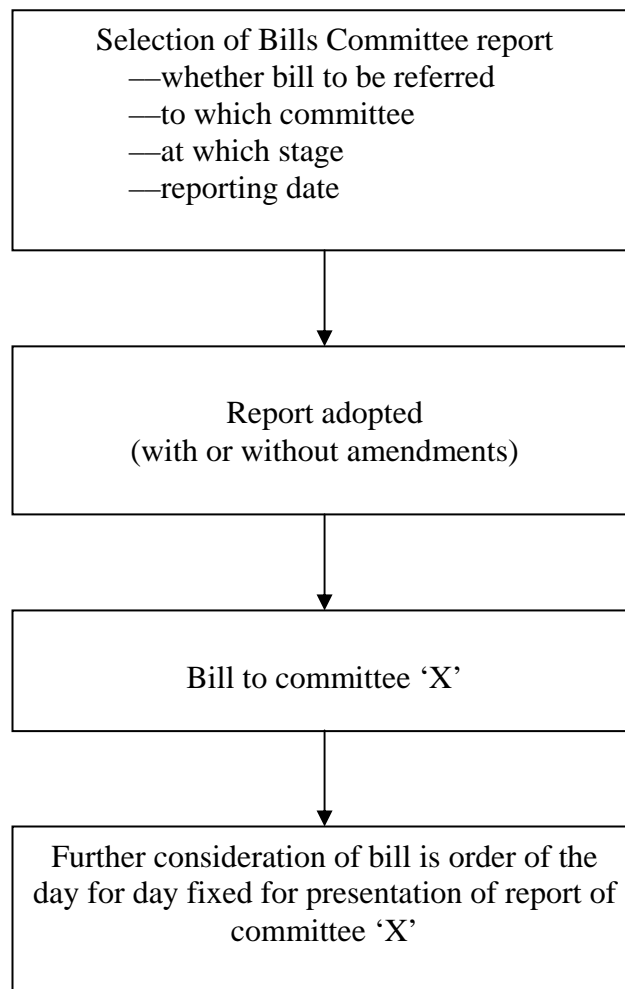 Selection of Bills Committee report
—whether bill to be referred
—to which committee
—at which stage
—reporting date
Report adopted
(with or without amendments)
Bill to committee ‘X’
Further consideration of bill is order of the
day for day fixed for presentation of report of
committee ‘X’